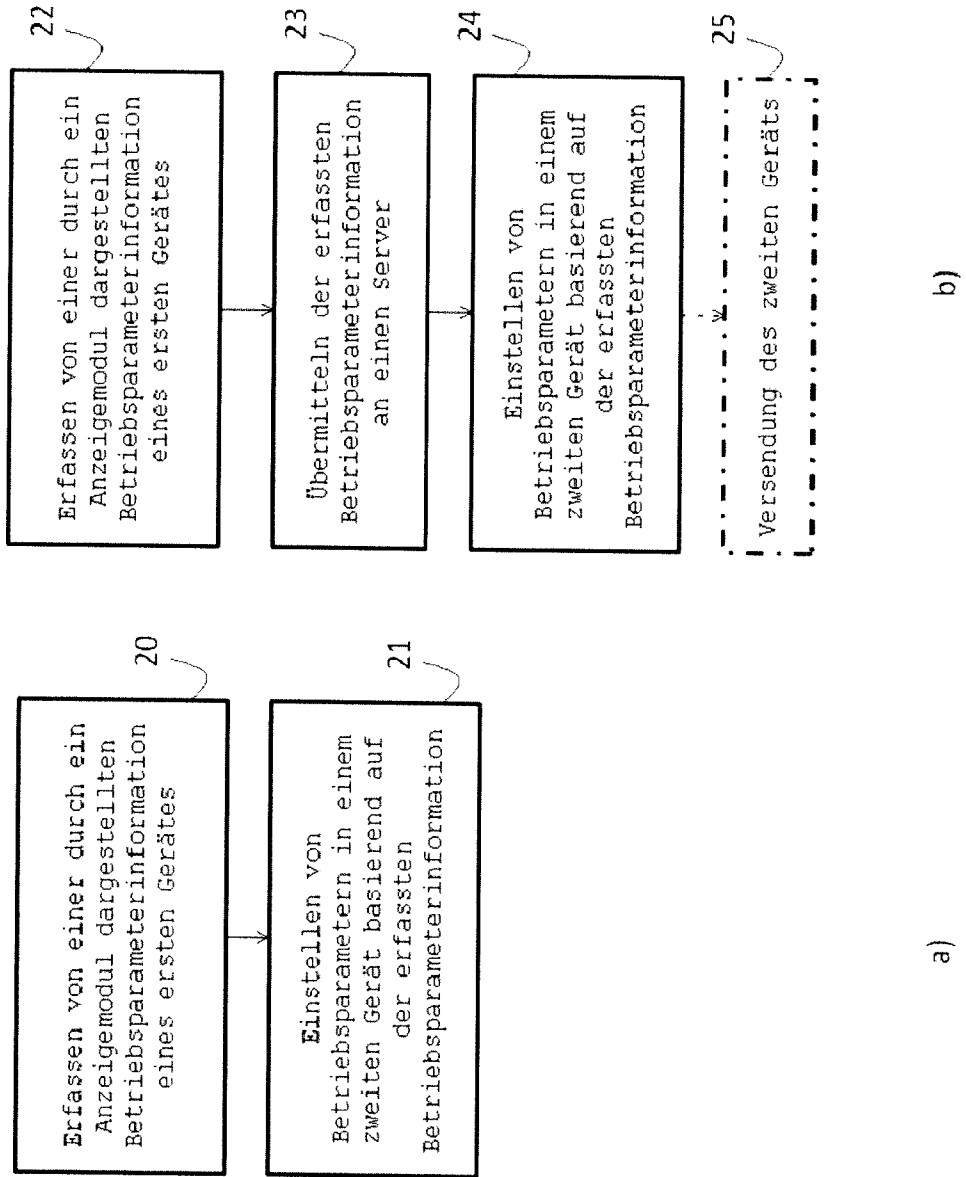 20
Erfassen von einer durch ein
Anzeigemodul dargestellten
Betriebsparameterinformation
eines ersten Gerätes
21
Einstellen von
Betriebsparametern in einem
zweiten Gerät basierend auf
der erfassten
Betriebsparameterinformation
a)
22
Erfassen von einer durch ein
Anzeigemodul dargestellten
Betriebsparameterinformation
eines ersten Gerätes
23
Übermitteln der erfassten
Betriebsparameterinformation
an einen Server
24
Einstellen von
Betriebsparametern in einem
zweiten Gerät basierend auf
der erfassten
Betriebsparameterinformation
25
Versendung des zweiten Geräts
b)